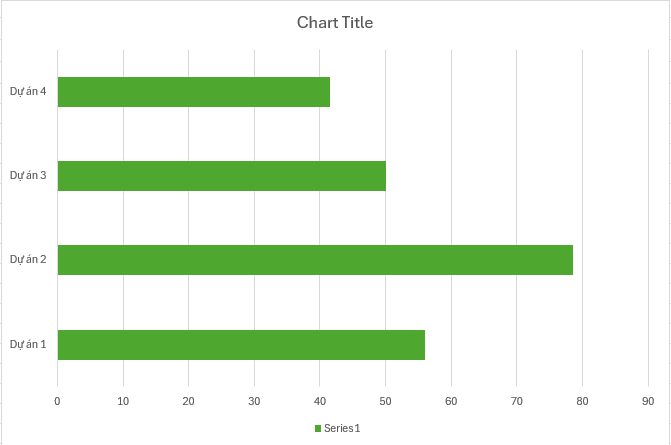 Chart Title
Dự án 4
Dự án 3
Dự án 2
Dự án 1
0 10 20 30 40 50 60 70 80 90
Series1